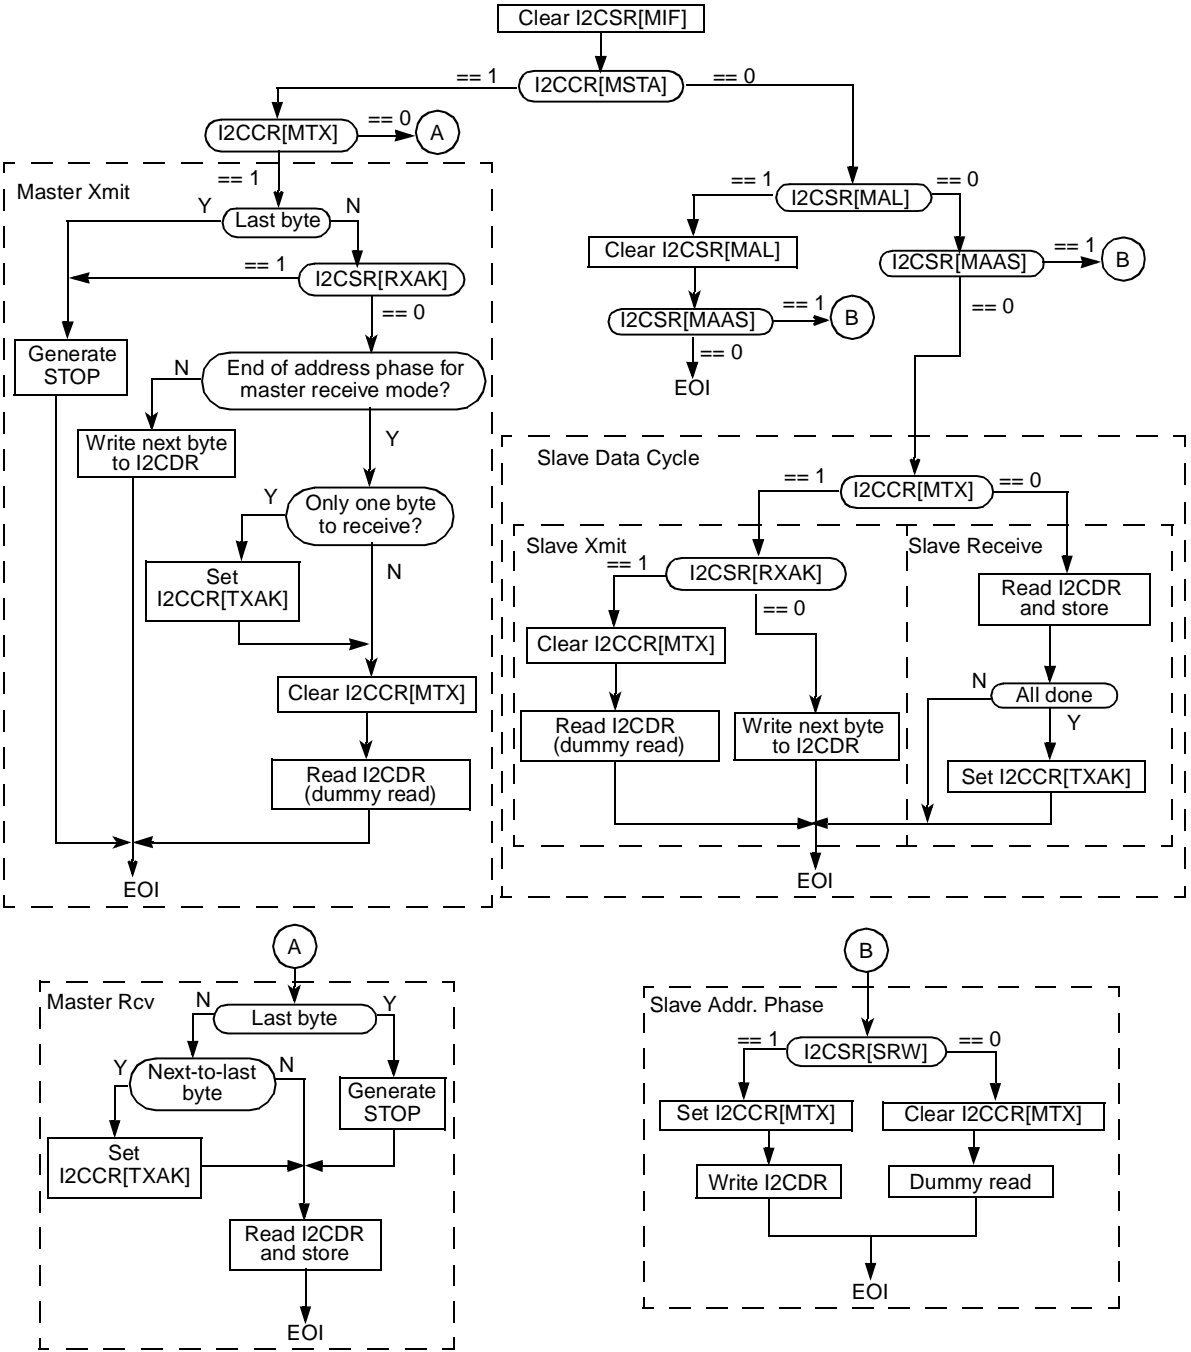 Clear I2CSR[MIF]
== 1
I2CCR[MSTA]
== 0
I2CCR[MTX]
== 0
A
== 1
Master Xmit
Y
Last byte
N
== 1
I2CSR[RXAK]
== 0
Generate
STOP
N
End of address phase for
master receive mode?
Write next byte
to I2CDR
Y
Y
Only one byte
to receive?
N
Set
I2CCR[TXAK]
Clear I2CCR[MTX]
Read I2CDR
(dummy read)
EOI
== 1
I2CSR[MAL]
== 0
Clear I2CSR[MAL]
I2CSR[MAAS]
== 1
B
== 0
I2CSR[MAAS]
== 1
B
== 0
EOI
Slave Data Cycle
== 1
I2CCR[MTX]
== 0
Slave Xmit
== 1
I2CSR[RXAK]
== 0
Clear I2CCR[MTX]
Read I2CDR
(dummy read)
Write next byte
to I2CDR
Slave Receive
Read I2CDR
and store
N
All done
Y
Set I2CCR[TXAK]
EOI
A
Master Rcv
N
Last byte
Y
Y
Next-to-last
byte
N
Generate
STOP
Set
I2CCR[TXAK]
Read I2CDR
and store
EOI
B
Slave Addr. Phase
== 1
I2CSR[SRW]
== 0
Set I2CCR[MTX]
Clear I2CCR[MTX]
Write I2CDR
Dummy read
EOI